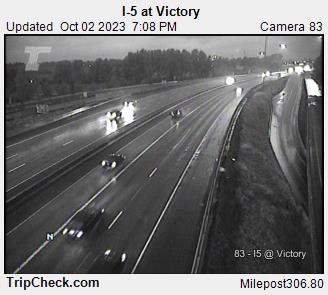 I-5 at Victory
Updated Oct 02 2023 7:08 PM Camera 83
T
N
83 - I5 @ Victory
TripCheck.com Milepost306.80